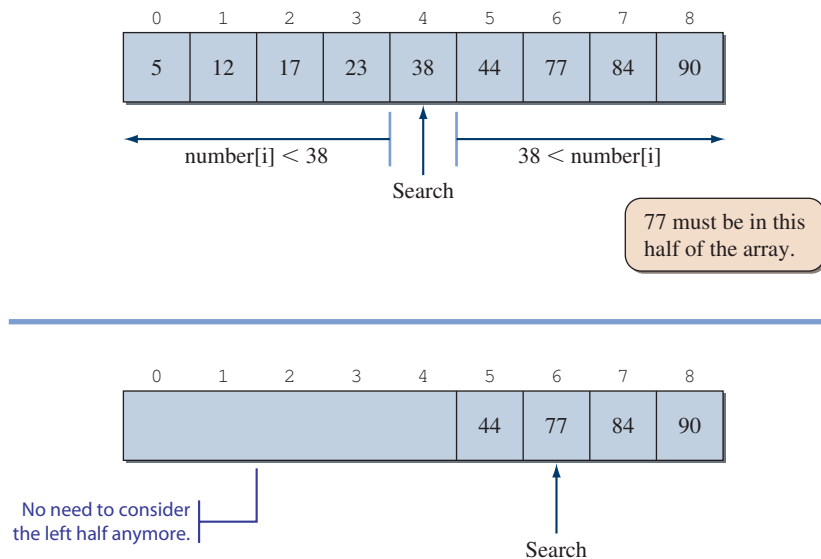 0 1 2 3 4 5 6 7 8
5 12 17 23 38 44 77 84 90
number[i] < 38 38 < number[i]
Search
77 must be in this
half of the array.
0 1 2 3 4 5 6 7 8
44 77 84 90
No need to consider
the left half anymore.
Search